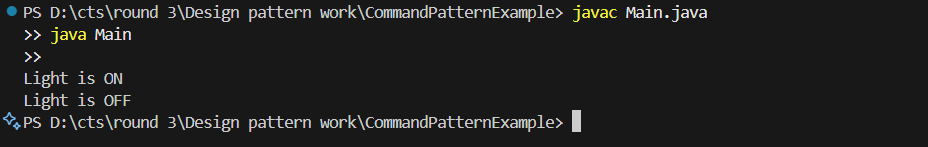 PS D:\cts\round 3\Design pattern work\CommandPatternExample> javac Main.java
>> java Main
>>
Light is ON
Light is OFF
PS D:\cts\round 3\Design pattern work\CommandPatternExample>